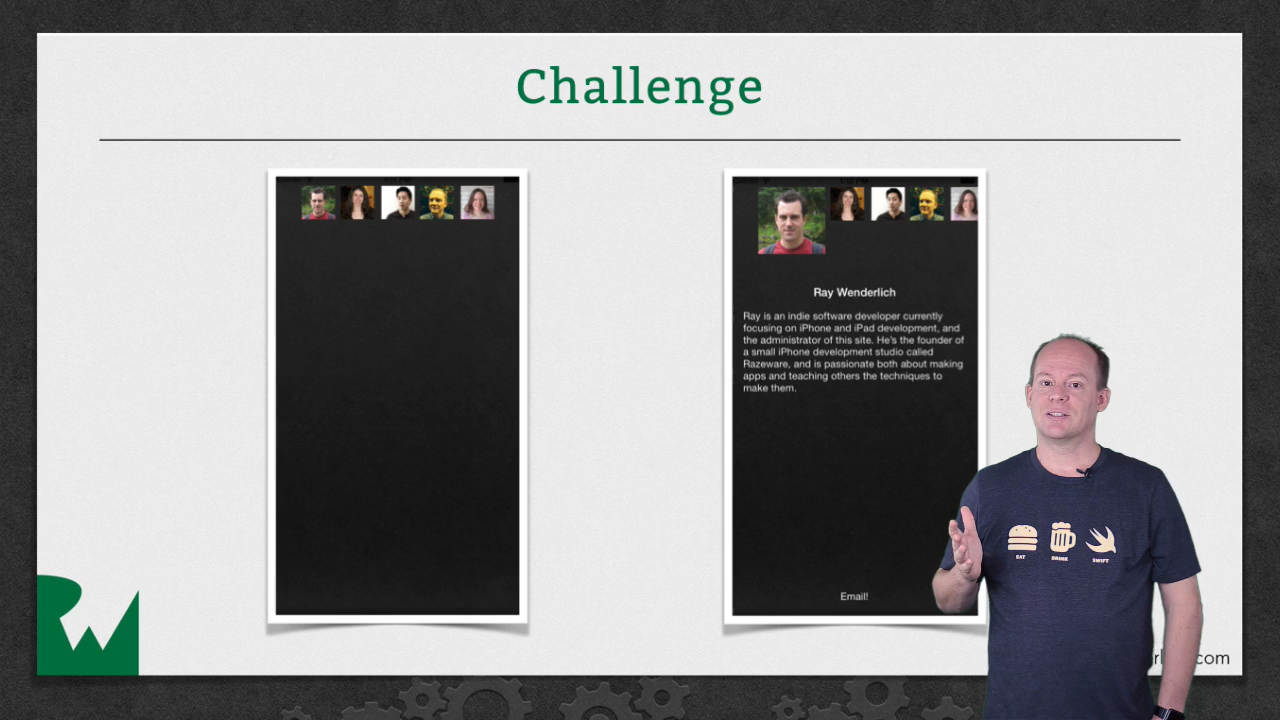 Challenge
Ray Wenderlich
Ray is an indie software developer currently
focusing on iPhone and iPad development, and
the administrator of this site. He's the founder of
a small iPhone development studio called
Razeware, and is passionate both about making
apps and teaching others the techniques to
make them.
Email!
EAT
DRINK
SWIFT
RW
.com